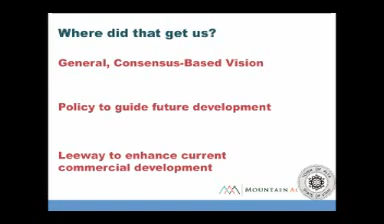 Where did that get us?
General, Consensus-Based Vision
Policy to guide future development
Leeway to enhance current
commercial development
MOUNTAIN